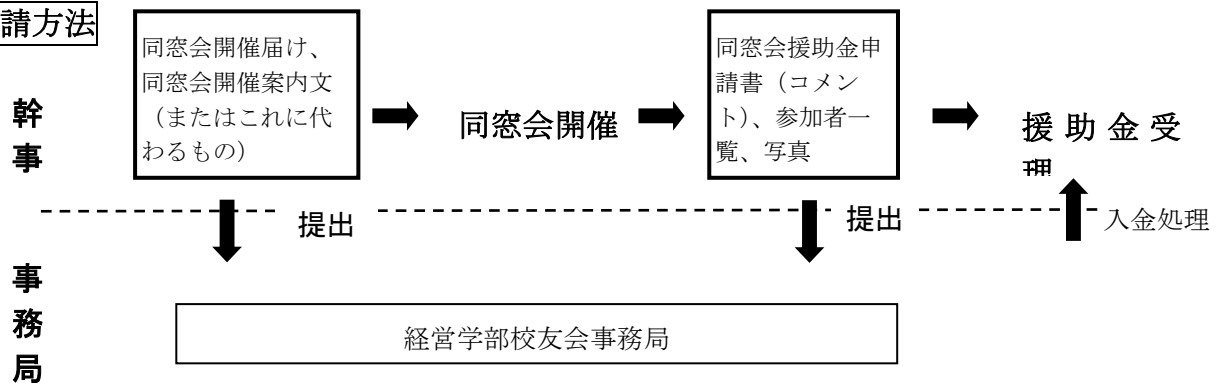 請方法
同窓会開催届け、
同窓会開催案内文
（またはこれに代
わるもの）
同窓会開催
同窓会援助金申
請書（コメン
ト）、参加者一
覧、写真
援助金受
理
幹
事
提出
提出
入金処理
事
務
局
経営学部校友会事務局